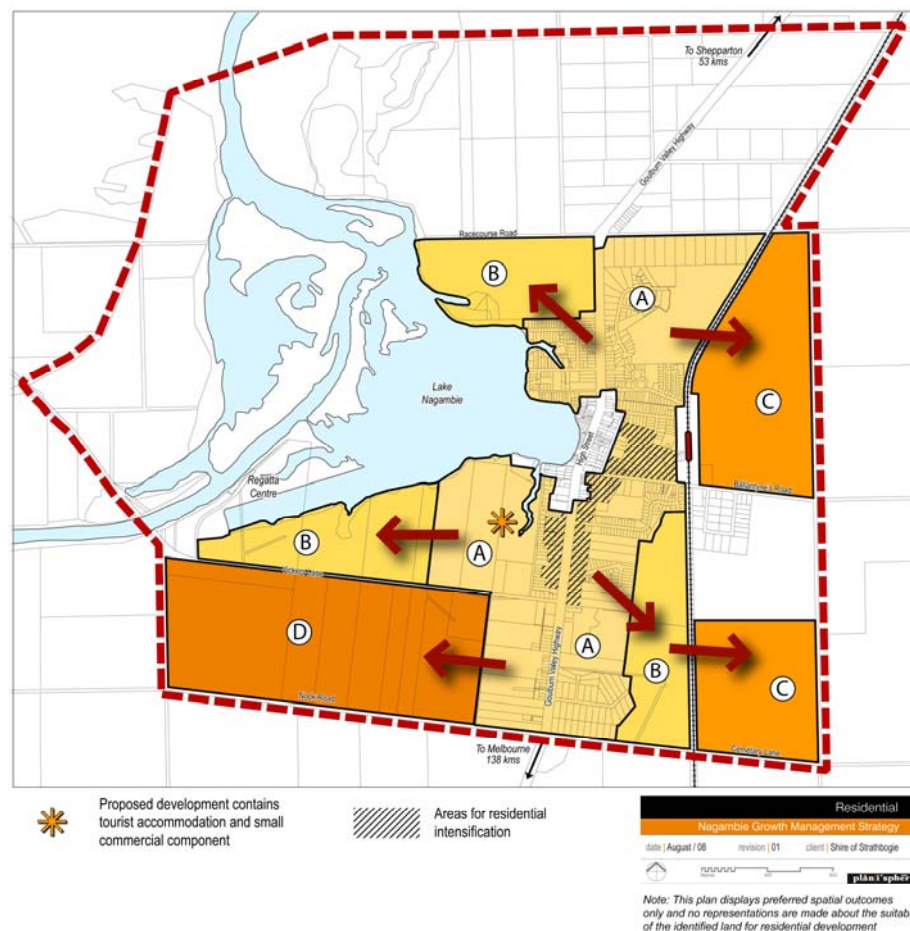 To Shepparton
53 kms
Goulburn Valley Highway
Racecourse Road
B
A
Lake
Nagambie
High Street
C
Regatta
Centre
Ballantyne's Road
B
A
D
A
B
C
Goulburn Valley Highway
Nook Road
Cemetary Lane
To Melbourne
138 kms
Proposed development contains
tourist accommodation and small
commercial component
Areas for residential
intensification
Residential
Nagambie Growth Management Strategy
date | August / 08 revision | 01 client | Shire of Strathbogie
plan i'sphere
Note: This plan displays preferred spatial outcomes
only and no representations are made about the suitabi
of the identified land for residential development